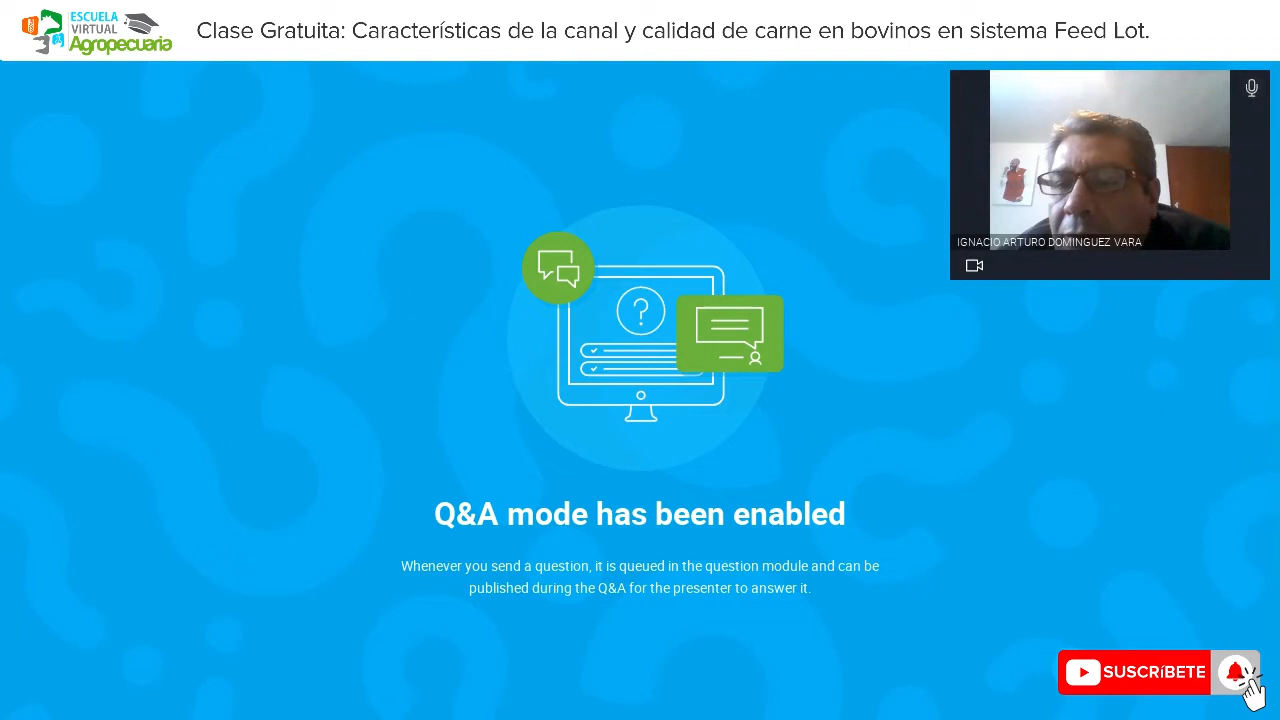 ESCUELA
VIRTUAL
Agropecuaria
Clase Gratuita: Características de la canal y calidad de carne en bovinos en sistema Feed Lot.
IGNACIO ARTURO DOMINGUEZ VARA
?
Q&A mode has been enabled
Whenever you send a question, it is queued in the question module and can be
published during the Q&A for the presenter to answer it.
SUSCRíBETE